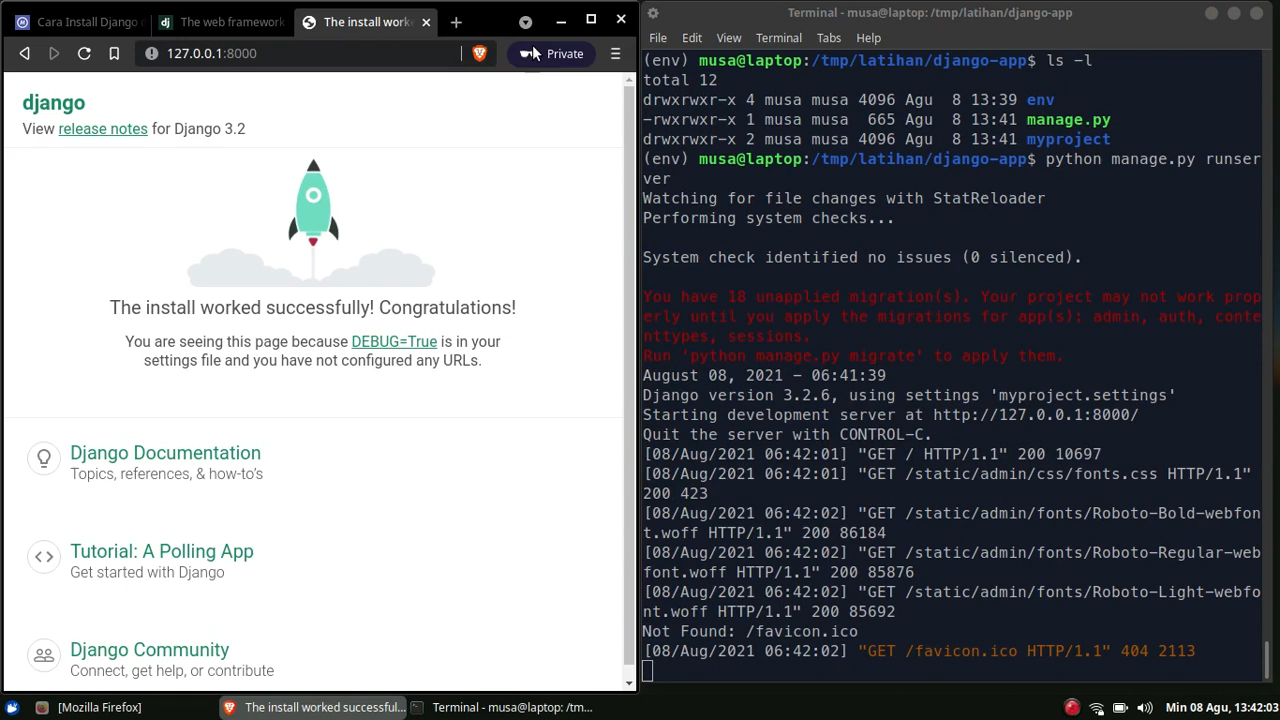 Cara Install Django d
dj The web framework
The install worke
127.0.0.1:8000
Private
django
View release notes for Django 3.2
The install worked successfully! Congratulations!
You are seeing this page because DEBUG=True is in your
settings file and you have not configured any URLs.
Django Documentation
Topics, references, & how-to's
Tutorial: A Polling App
Get started with Django
Django Community
Connect, get help, or contribute
Terminal - musa@laptop: /tmp/latihan/django-app
File Edit View Terminal Tabs Help
(env) musa@laptop:/tmp/latihan/django-app$ ls -l
total 12
drwxrwxr-x 4 musa musa 4096 Agu  8 13:39 env
-rwxrwxr-x 1 musa musa  665 Agu  8 13:41 manage.py
drwxrwxr-x 2 musa musa 4096 Agu  8 13:41 myproject
(env) musa@laptop:/tmp/latihan/django-app$ python manage.py runser
ver
Watching for file changes with StatReloader
Performing system checks...
System check identified no issues (0 silenced).
You have 18 unapplied migration(s). Your project may not work prop
erly until you apply the migrations for app(s): admin, auth, conte
nttypes, sessions.
Run 'python manage.py migrate' to apply them.
August 08, 2021 - 06:41:39
Django version 3.2.6, using settings 'myproject.settings'
Starting development server at http://127.0.0.1:8000/
Quit the server with CONTROL-C.
[08/Aug/2021 06:42:01] "GET / HTTP/1.1" 200 10697
[08/Aug/2021 06:42:01] "GET /static/admin/css/fonts.css HTTP/1.1"
200 423
[08/Aug/2021 06:42:02] "GET /static/admin/fonts/Roboto-Bold-webfon
t.woff HTTP/1.1" 200 86184
[08/Aug/2021 06:42:02] "GET /static/admin/fonts/Roboto-Regular-web
font.woff HTTP/1.1" 200 85876
[08/Aug/2021 06:42:02] "GET /static/admin/fonts/Roboto-Light-webfo
nt.woff HTTP/1.1" 200 85692
Not Found: /favicon.ico
[08/Aug/2021 06:42:02] "GET /favicon.ico HTTP/1.1" 404 2113
[Mozilla Firefox]
The install worked successful...
Terminal - musa@laptop: /tm...
Min 08 Agu, 13:42:03